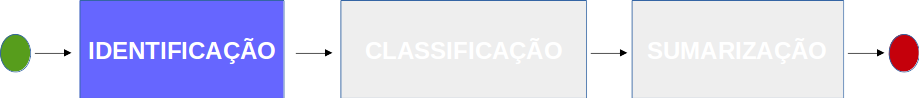 IDENTIFICAÇÃO
CLASSIFICAÇÃO
SUMARIZAÇÃO